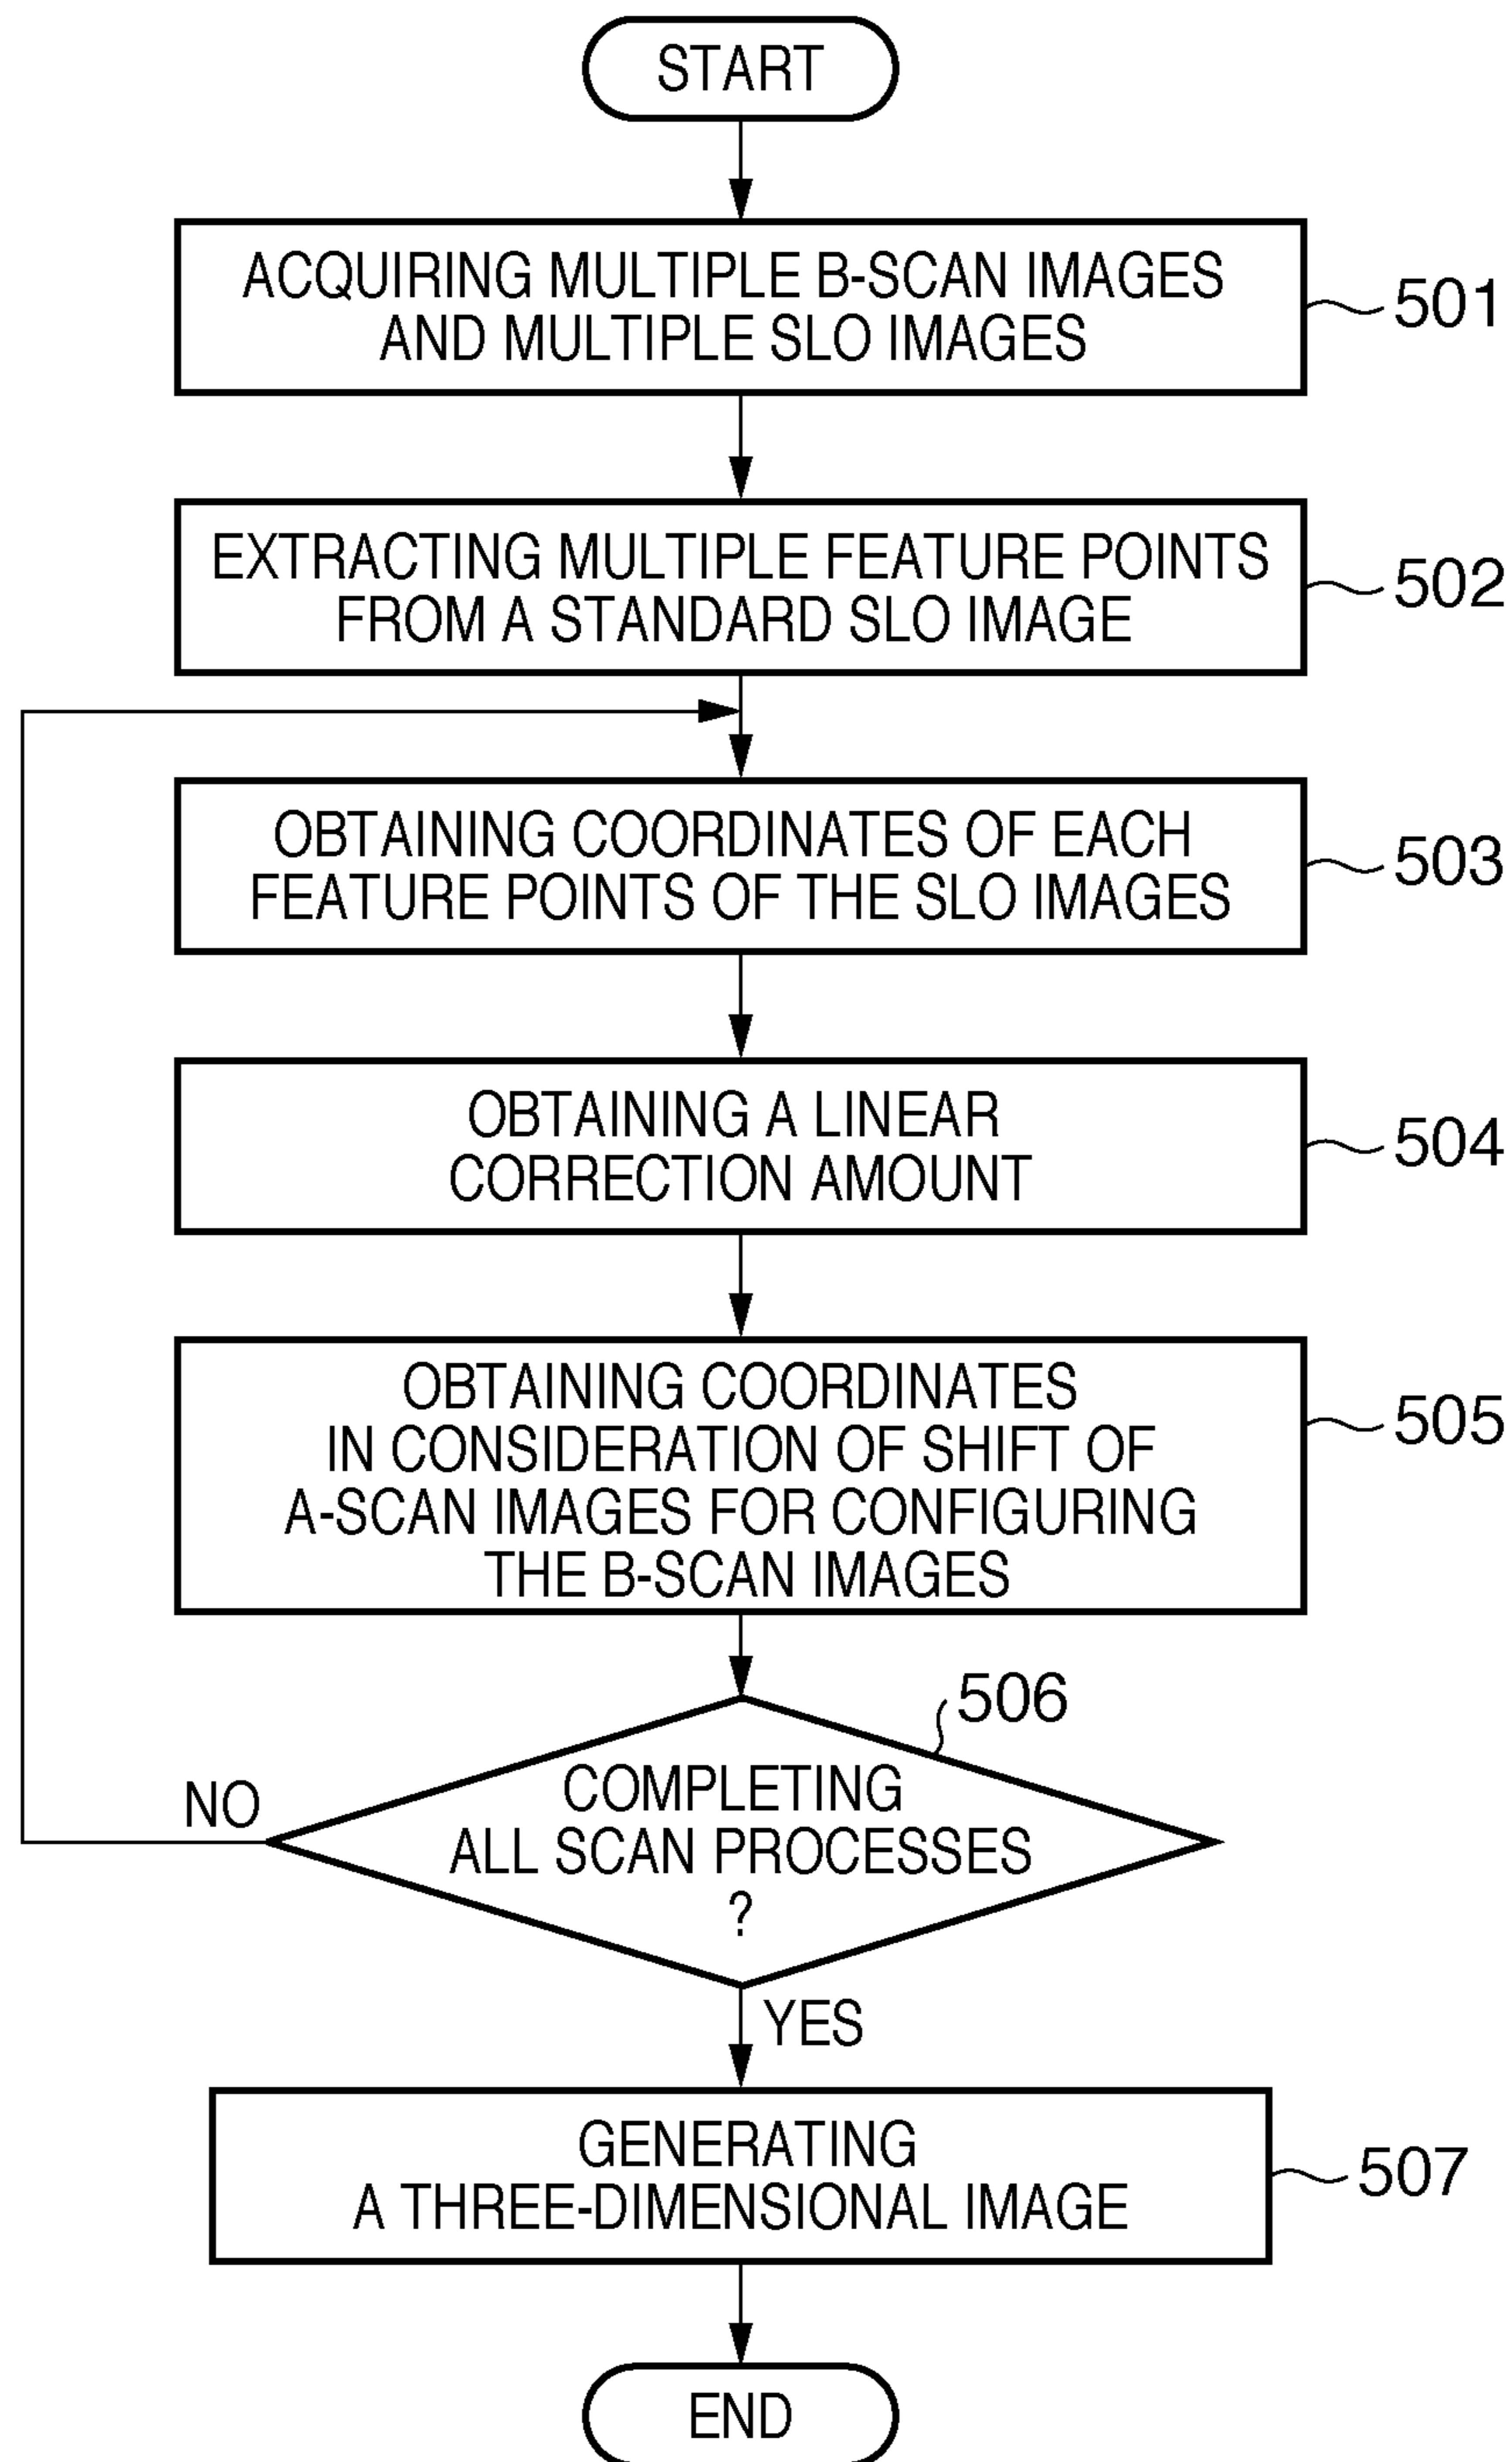 START
ACQUIRING MULTIPLE B-SCAN IMAGES
AND MULTIPLE SLO IMAGES
501
EXTRACTING MULTIPLE FEATURE POINTS
FROM A STANDARD SLO IMAGE
502
OBTAINING COORDINATES OF EACH
FEATURE POINTS OF THE SLO IMAGES
503
OBTAINING A LINEAR
CORRECTION AMOUNT
504
OBTAINING COORDINATES
IN CONSIDERATION OF SHIFT OF
A-SCAN IMAGES FOR CONFIGURING
THE B-SCAN IMAGES
505
506
COMPLETING
ALL SCAN PROCESSES
?
NO
YES
GENERATING
A THREE-DIMENSIONAL IMAGE
507
END